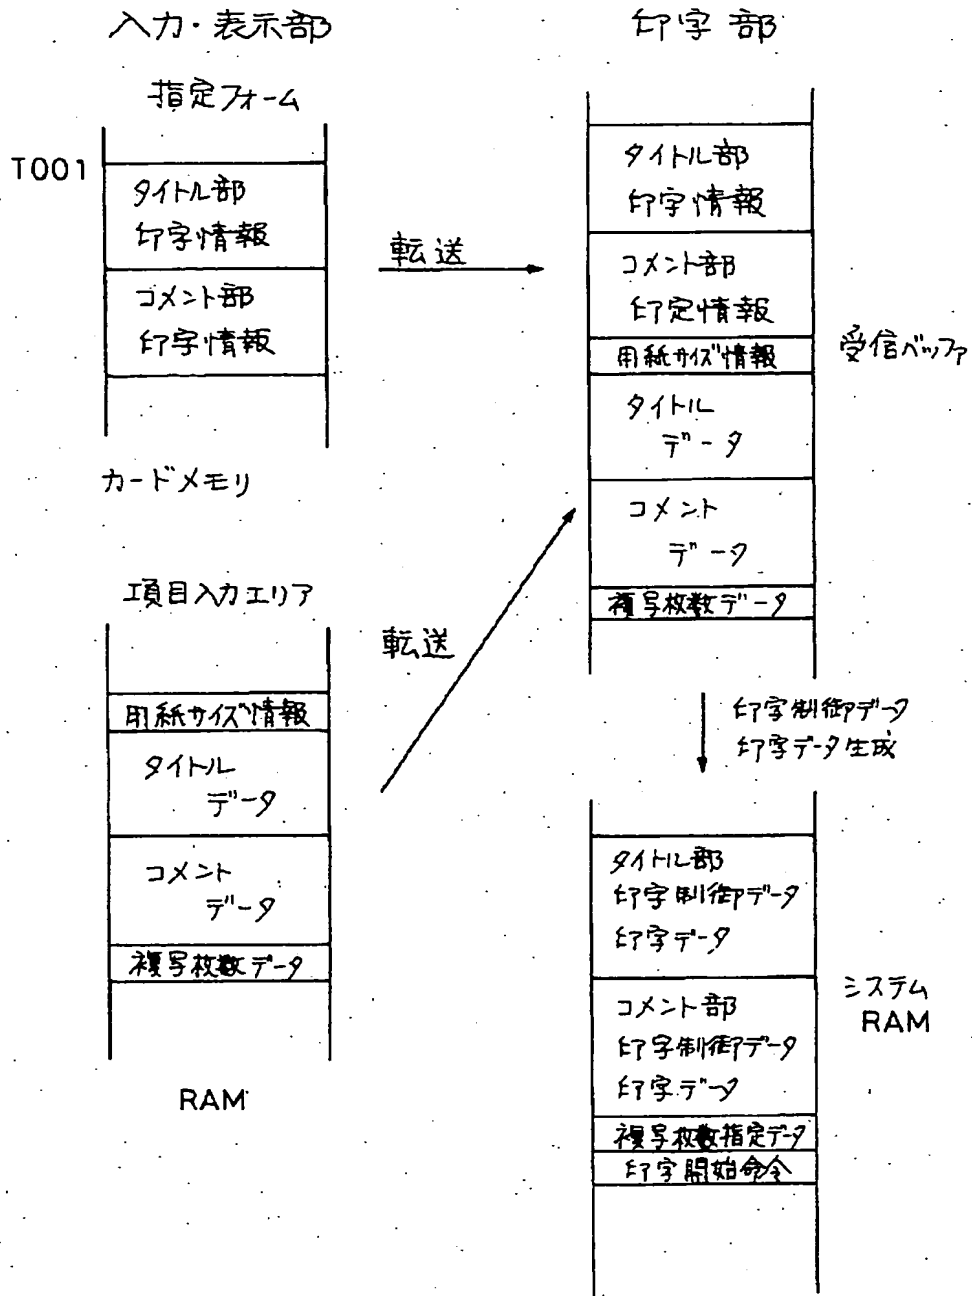 入力・表示部
指定フォーム
T001
タイトル部
印字情報
コメント部
印字情報
カードメモリ
転送
項目入力エリア
用紙サイズ情報
タイトル
データ
コメント
データ
複写枚数データ
RAM
転送
印字部
タイトル部
印字情報
コメント部
印定情報
用紙サイズ情報
タイトル
データ
コメント
データ
複写枚数データ
受信バッファ
印字制御データ
印字データ生成
タイトル部
印字制御データ
印字データ
コメント部
印字制御データ
印字データ
複写枚数指定データ
印字開始命令
システム
RAM